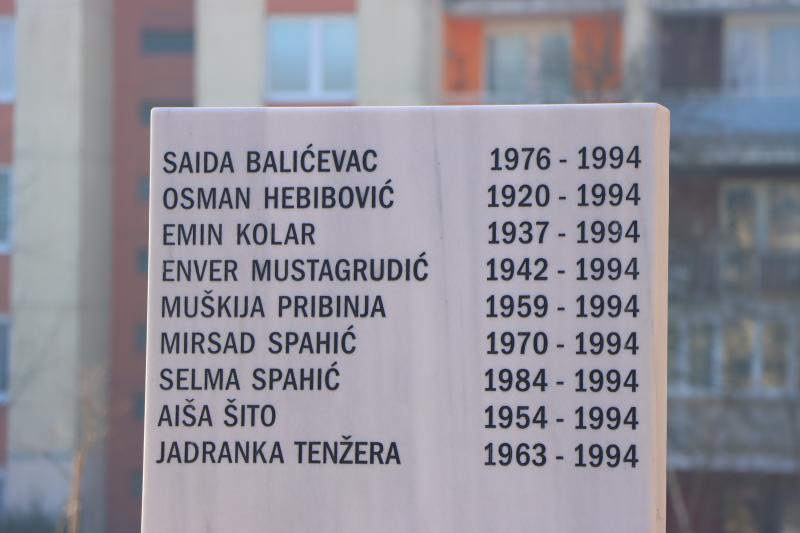 SAIDA BALIĆEVAC 1976 - 1994
OSMAN HEBIBOVIĆ 1920 - 1994
EMIN KOLAR 1937 - 1994
ENVER MUSTAGRUDIĆ 1942 - 1994
MUŠKIJA PRIBINJA 1959 - 1994
MIRSAD SPAHIĆ 1970 - 1994
SELMA SPAHIĆ 1984 - 1994
AIŠA ŠITO 1954 - 1994
JADRANKA TENŽERA 1963 - 1994